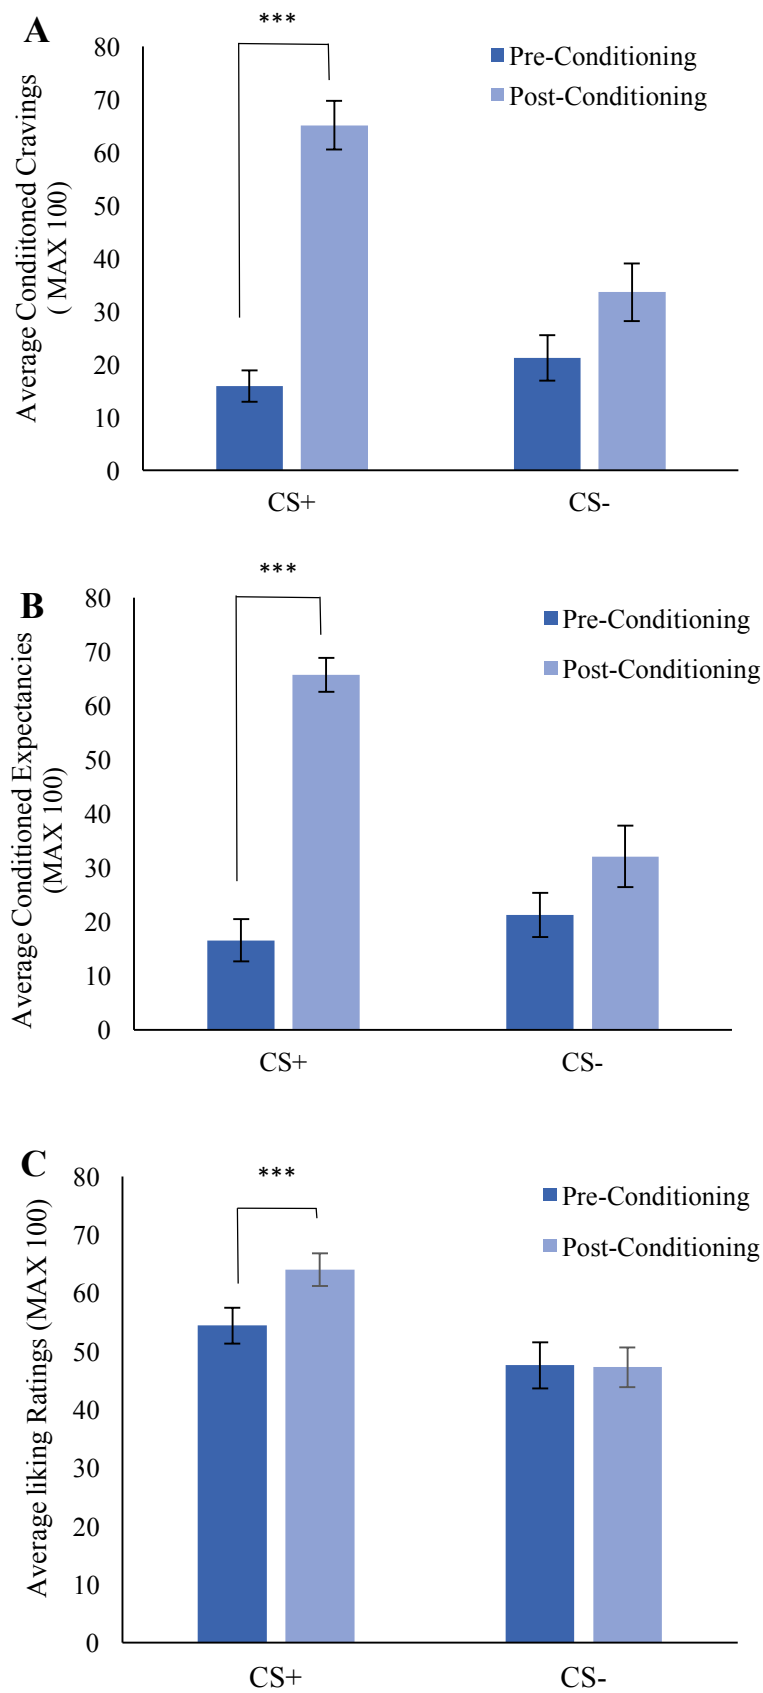 A
***
80
70
60
50
40
30
20
10
0
Average Condiitoned Cravings
( MAX 100)
Pre-Conditioning
Post-Conditioning
CS+
CS-
B
***
80
70
60
50
40
30
20
10
0
Average Conditioned Expectancies
(MAX 100)
Pre-Conditioning
Post-Conditioning
CS+
CS-
C
***
80
70
60
50
40
30
20
10
0
Average liking Ratings (MAX 100)
Pre-Conditioning
Post-Conditioning
CS+
CS-